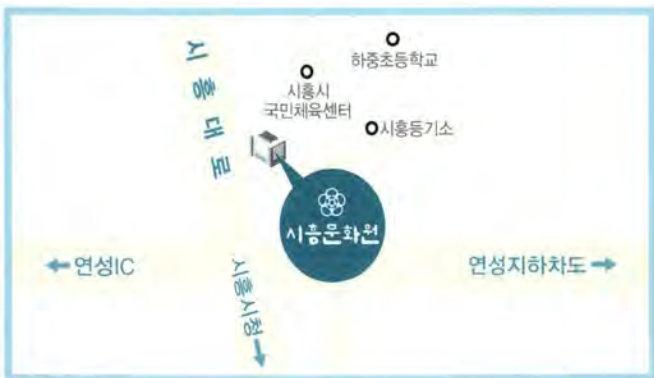 하중초등학교
시흥시
국민체육센터
시흥등기소
시흥대로
시흥문화원
←연성IC
연성지하차도→
시흥시청→